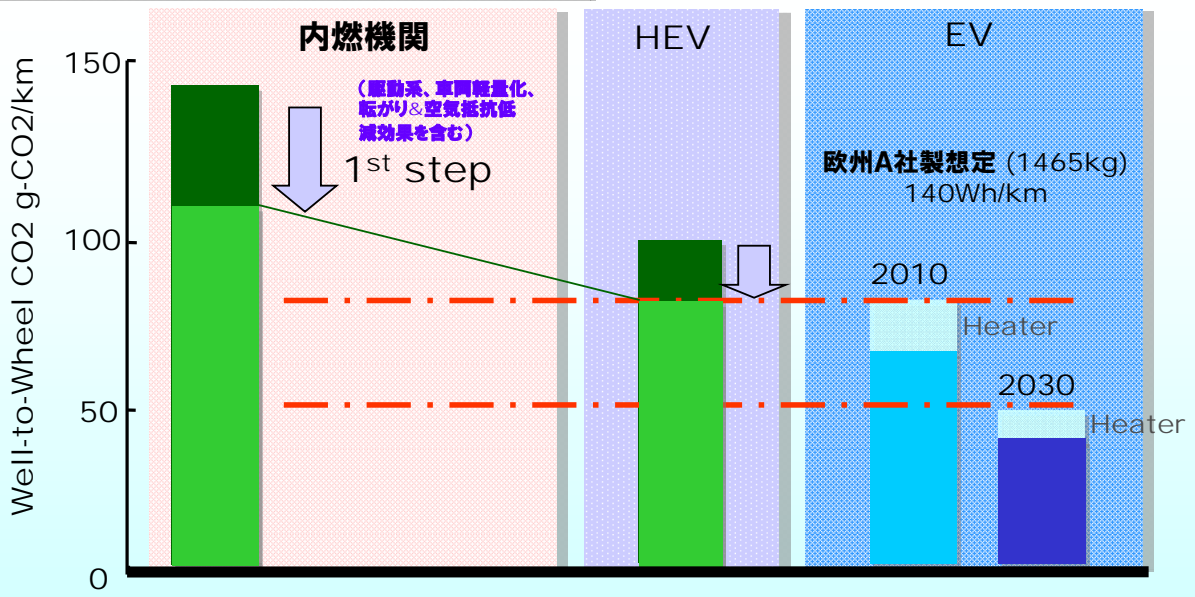 内燃機関
HEV
EV
150
(駆動系、車両軽量化、
転がり&空気抵抗低
減効果を含む)
1st step
欧州A社製想定 (1465kg)
140Wh/km
Well-to-Wheel CO2 g-CO2/km
100
2010
Heater
2030
50
Heater
0